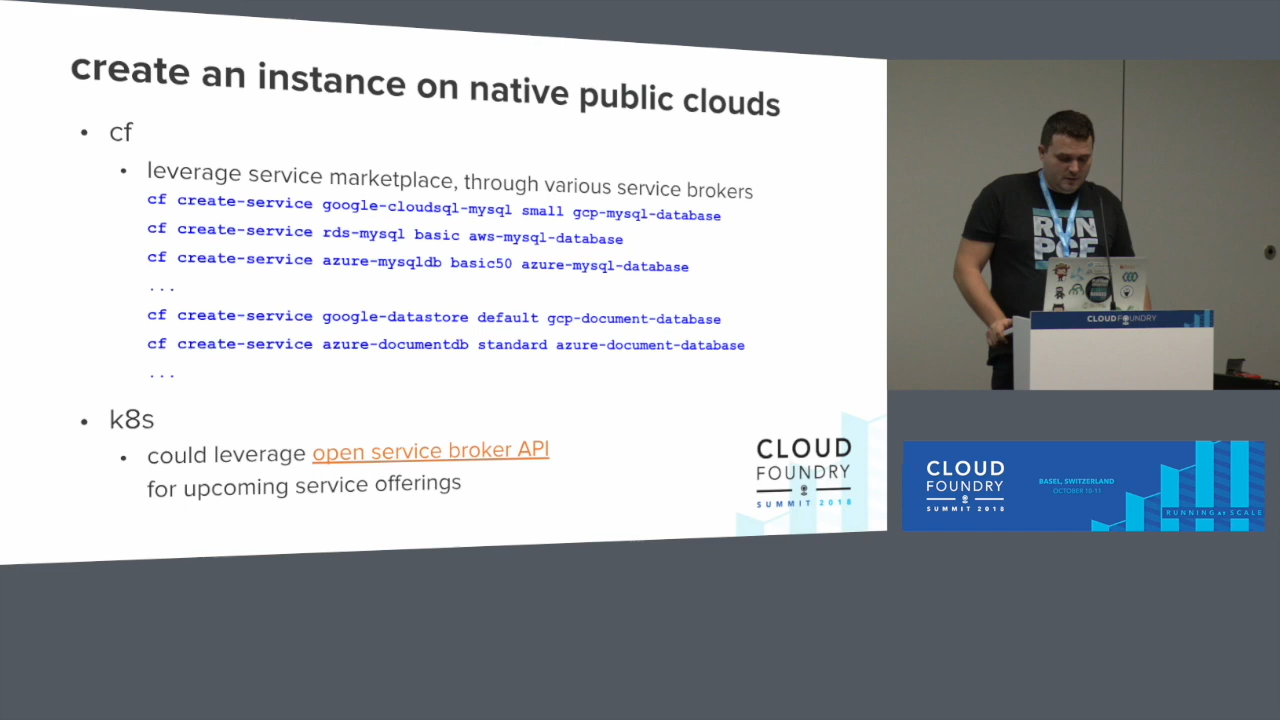 create an instance on native public clouds
• cf
• leverage service marketplace, through various service brokers
cf create-service google-cloudsql-mysql small gcp-mysql-database
cf create-service rds-mysql basic aws-mysql-database
cf create-service azure-mysqldb basic50 azure-mysql-database
...
cf create-service google-datastore default gcp-document-database
cf create-service azure-documentdb standard azure-document-database
...
• k8s
• could leverage open service broker API
for upcoming service offerings
CLOUD
FOUNDRY
SUMMIT 2018
RUN
PCF
CLOUDFOUNDRY
CLOUD
FOUNDRY
SUMMIT 2018
BASEL, SWITZERLAND
OCTOBER 10-11
RUNNING at SCALE